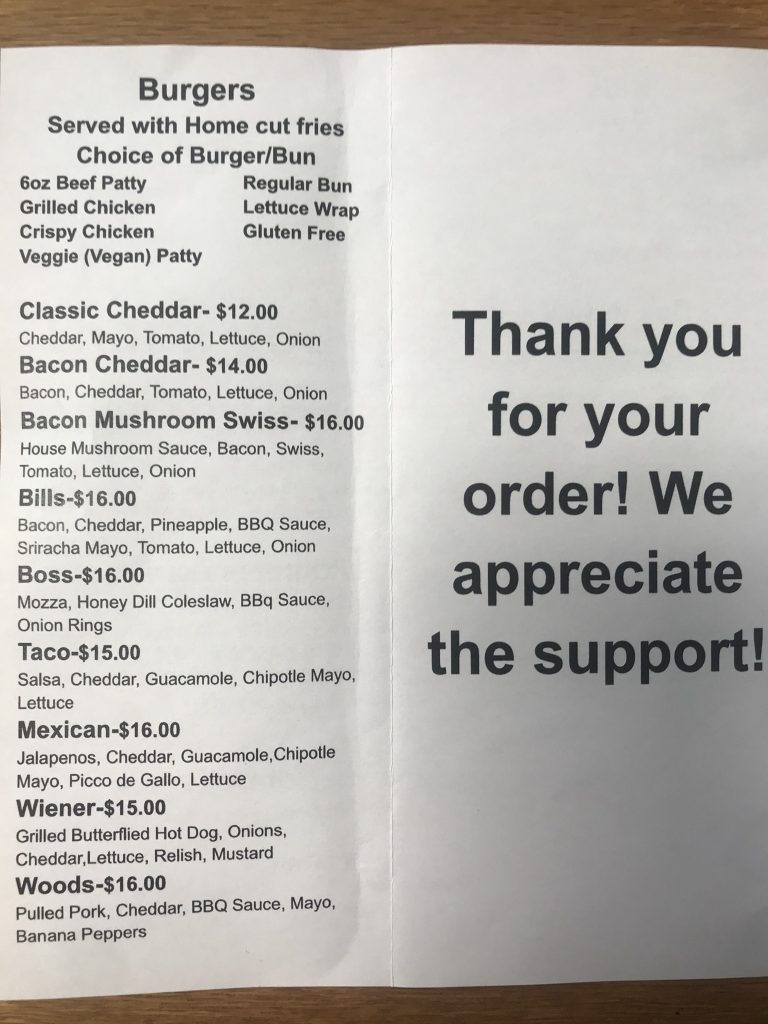 Burgers
Served with Home cut fries
Choice of Burger/Bun
6oz Beef Patty Regular Bun
Grilled Chicken Lettuce Wrap
Crispy Chicken Gluten Free
Veggie (Vegan) Patty
Classic Cheddar- $12.00
Cheddar, Mayo, Tomato, Lettuce, Onion
Bacon Cheddar- $14.00
Bacon, Cheddar, Tomato, Lettuce, Onion
Bacon Mushroom Swiss- $16.00
House Mushroom Sauce, Bacon, Swiss,
Tomato, Lettuce, Onion
Bills-$16.00
Bacon, Cheddar, Pineapple, BBQ Sauce,
Sriracha Mayo, Tomato, Lettuce, Onion
Boss-$16.00
Mozza, Honey Dill Coleslaw, BBq Sauce,
Onion Rings
Taco-$15.00
Salsa, Cheddar, Guacamole, Chipotle Mayo,
Lettuce
Mexican-$16.00
Jalapenos, Cheddar, Guacamole,Chipotle
Mayo, Picco de Gallo, Lettuce
Wiener-$15.00
Grilled Butterflied Hot Dog, Onions,
Cheddar,Lettuce, Relish, Mustard
Woods-$16.00
Pulled Pork, Cheddar, BBQ Sauce, Mayo,
Banana Peppers
Thank you
for your
order! We
appreciate
the support!